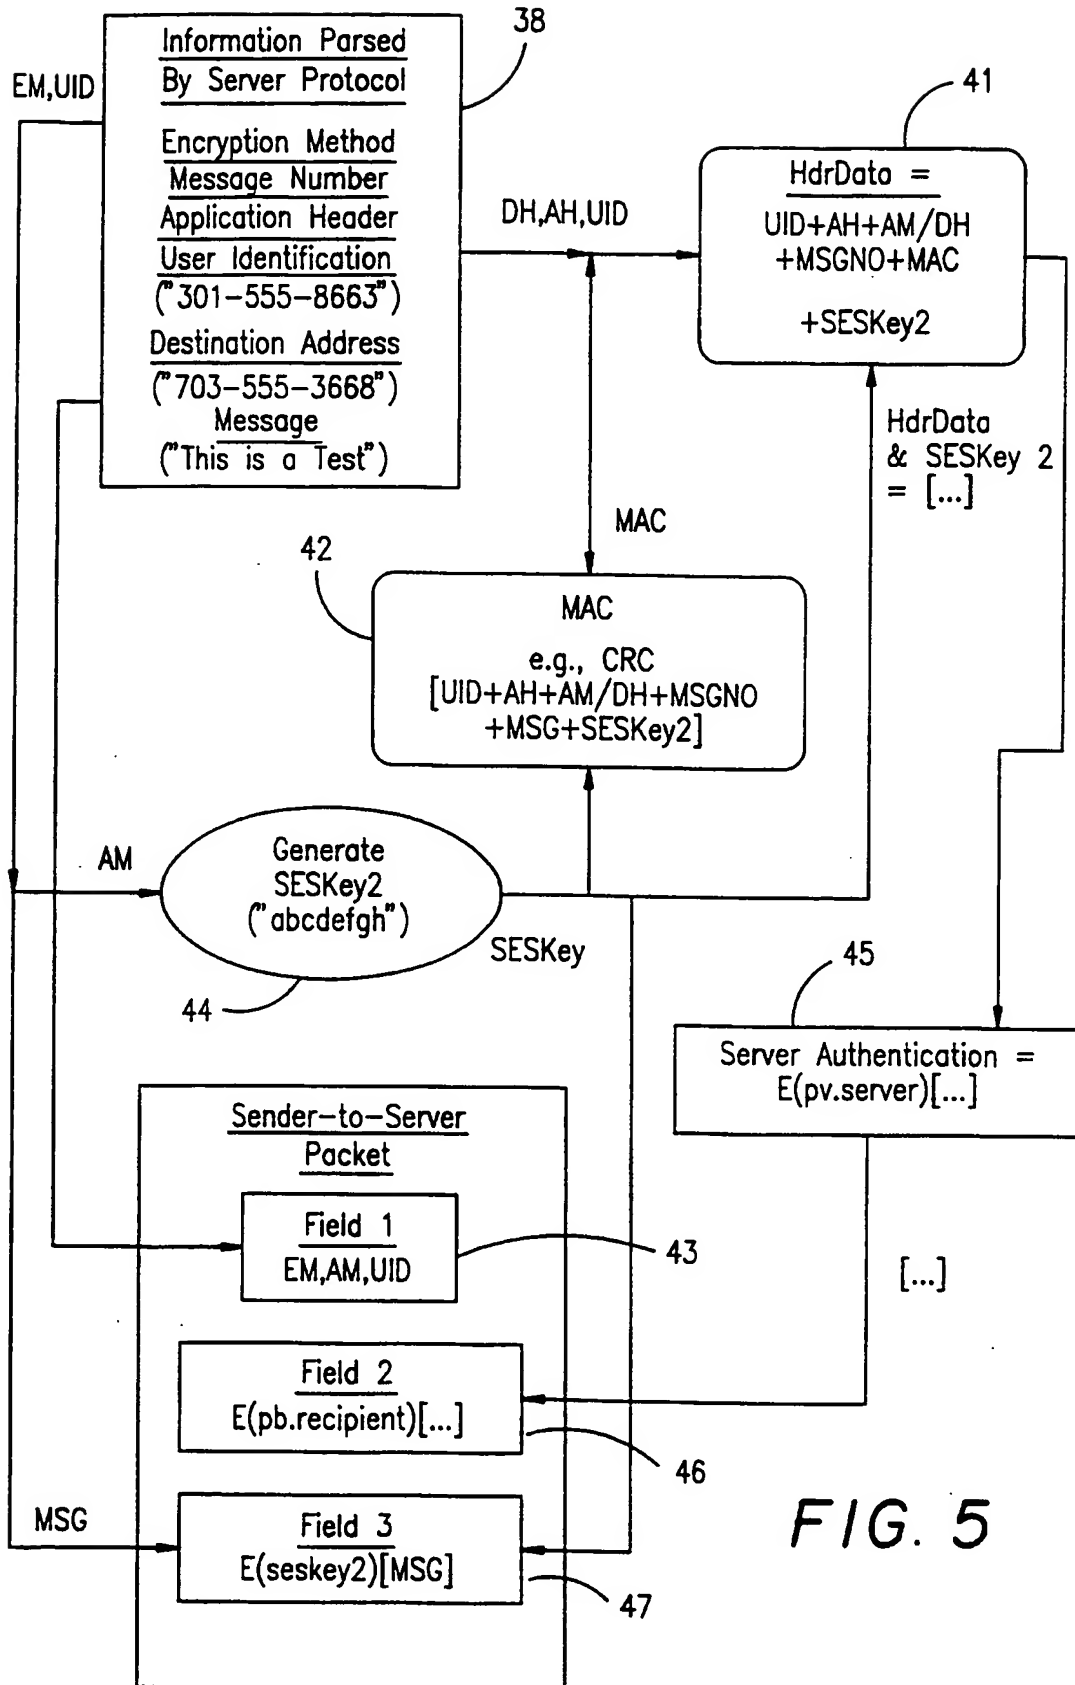 Information Parsed
By Server Protocol
Encryption Method
Message Number
Application Header
User Identification
("301-555-8663")
Destination Address
("703-555-3668")
Message
("This is a Test")
38
EM,UID
DH,AH,UID
41
HdrData =
UID+AH+AM/DH
+MSGNO+MAC
+SESKey2
HdrData
& SESKey 2
= [...]
MAC
42
MAC
e.g., CRC
[UID+AH+AM/DH+MSGNO
+MSG+SESKey2]
AM
Generate
SESKey2
("abcdefgh")
SESKey
44
45
Server Authentication =
E(pv.server)[...]
[...]
Sender-to-Server
Packet
Field 1
EM,AM,UID
43
Field 2
E(pb.recipient)[...]
46
MSG
Field 3
E(seskey2)[MSG]
47
FIG. 5